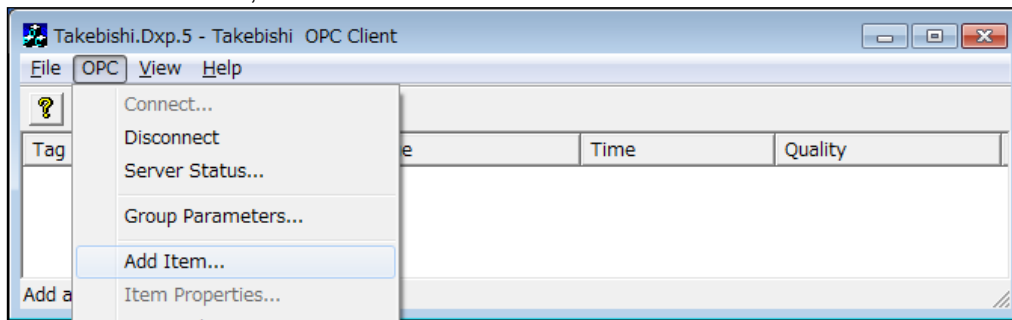 Takebishi.Dxp.5 - Takebishi OPC Client
File OPC View Help
Connect...
Tag e Time Quality
Disconnect
Server Status...
Group Parameters...
Add Item...
Add a
Item Properties...